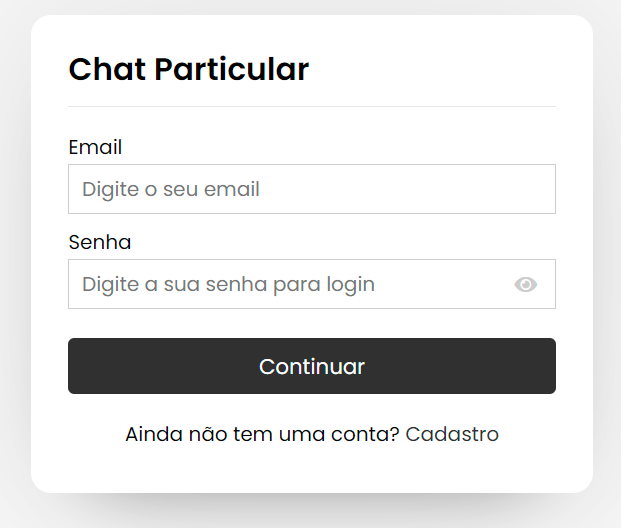 Chat Particular
Email
Digite o seu email
Senha
Digite a sua senha para login
Continuar
Ainda não tem uma conta? Cadastro